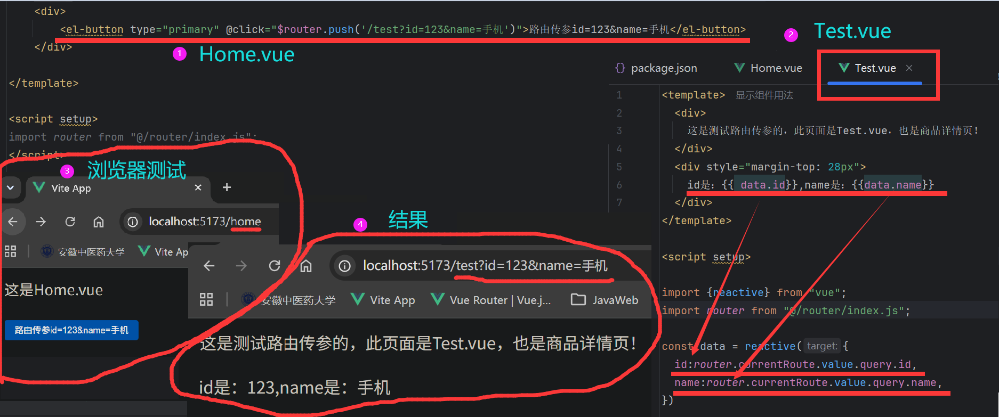 <div>
<el-button type="primary" @click="$router.push('/test?id=123&name=手机')">路由传参id=123&name=手机</el-button>
</div>
1 Home.vue
</template>
<script setup>
import router from "@/router/index.js";
</script>
2 Test.vue
package.json Home.vue Test.vue
1 <template> 显示组件用法
2 <div>
3 这是测试路由传参的，此页面是Test.vue，也是商品详情页！
4 </div>
5 <div style="margin-top: 28px">
6 id是：{{ data.id}},name是：{{data.name}}
7 </div>
</template>
<script setup>
import {reactive} from "vue";
import router from "@/router/index.js";
const data = reactive( target: {
id:router.currentRoute.value.query.id,
name:router.currentRoute.value.query.name,
})
3 浏览器测试
Vite App
localhost:5173/home
安徽中医药大学 Vite Ap
这是Home.vue
路由传参id=123&name=手机
4 结果
localhost:5173/test?id=123&name=手机
安徽中医药大学 Vite App Vue Router | Vue.j... JavaWeb
这是测试路由传参的，此页面是Test.vue，也是商品详情页！
id是：123,name是：手机